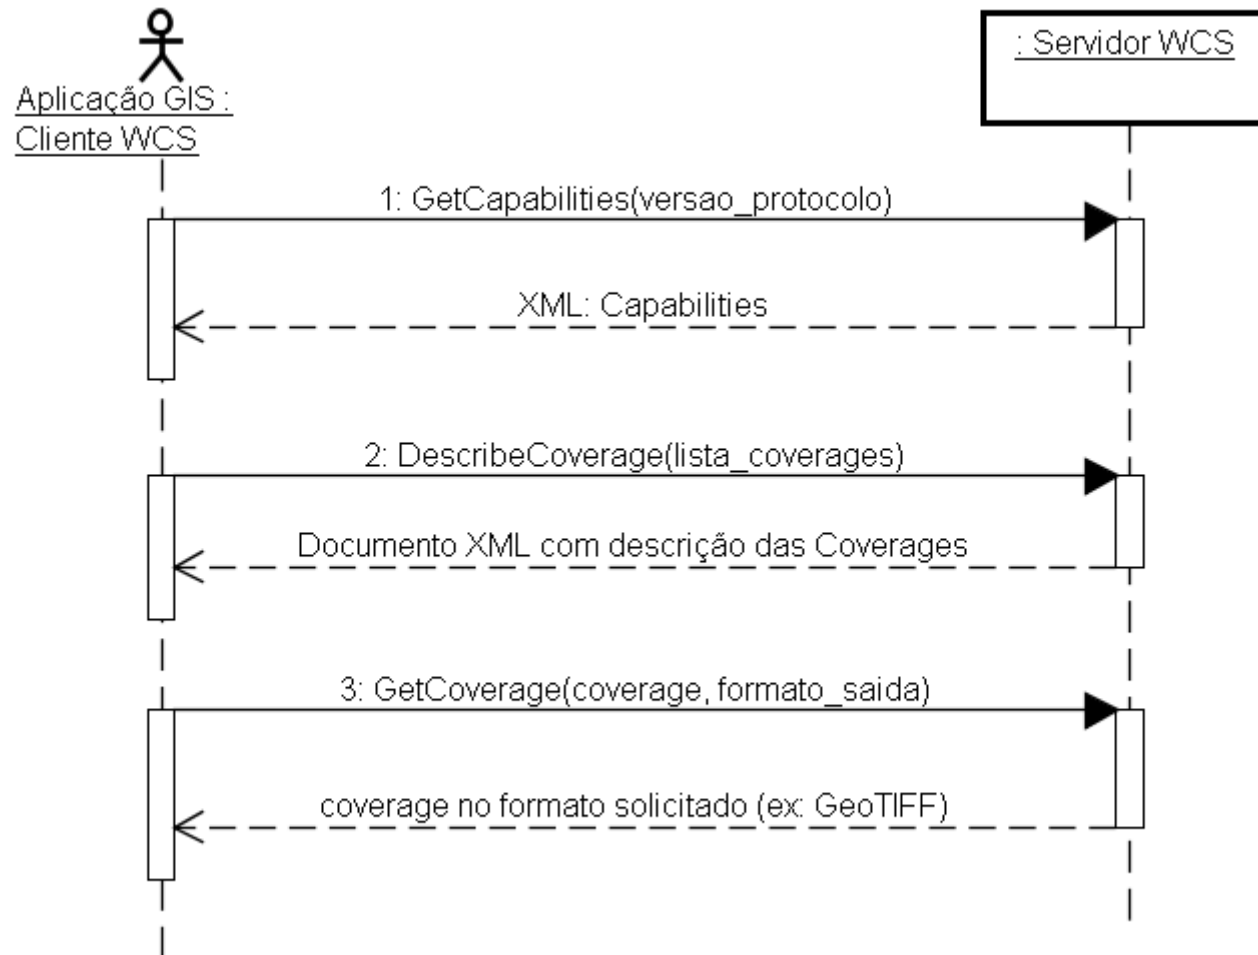 Aplicação GIS :
Cliente WCS
: Servidor WCS
1: GetCapabilities(versao_protocolo)
XML: Capabilities
2: DescribeCoverage(lista_coverages)
Documento XML com descrição das Coverages
3: GetCoverage(coverage, formato_saida)
coverage no formato solicitado (ex: GeoTIFF)